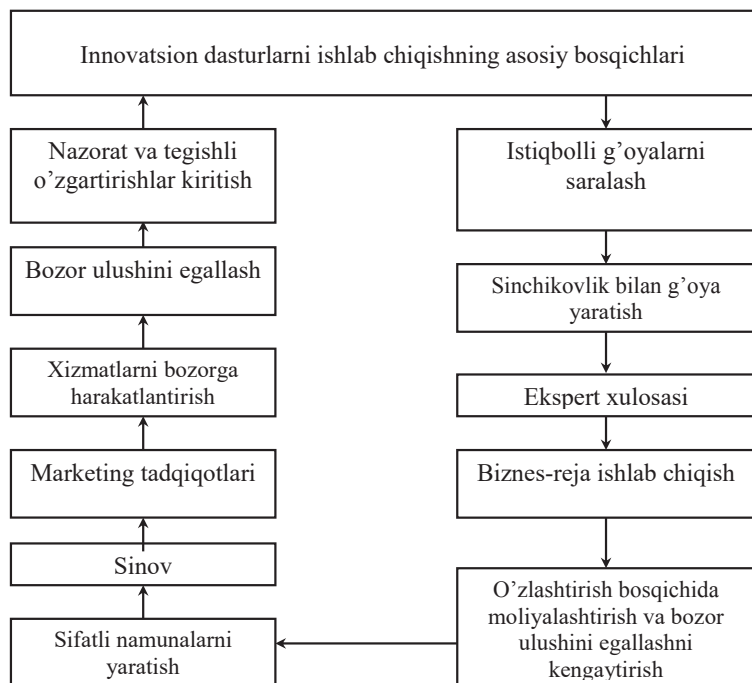 Innovatsion dasturlarni ishlab chiqishning asosiy bosqichlari
Nazorat va tegishli
o’zgartirishlar kiritish
Istiqbolli g’oyalarni
saralash
Bozor ulushini egallash
Sinchikovlik bilan g’oya
yaratish
Xizmatlarni bozorga
harakatlantirish
Ekspert xulosasi
Marketing tadqiqotlari
Biznes-reja ishlab chiqish
Sinov
O’zlashtirish bosqichida
moliyalashtirish va bozor
ulushini egallashni
kengaytirish
Sifatli namunalarni
yaratish